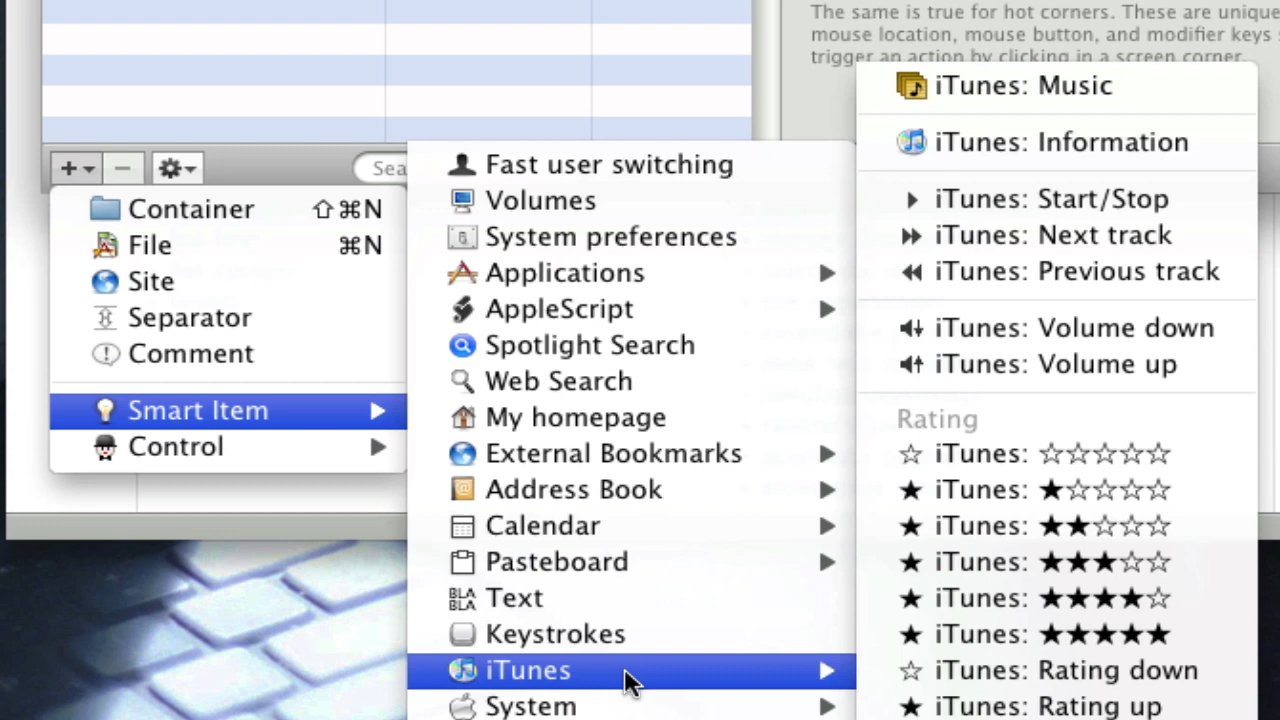 The same is true for hot corners. These are unique
mouse location, mouse button, and modifier keys
trigger an action by clicking in a screen corner.
Sea
Container ⇧⌘N
File ⌘N
Site
Separator
Comment
Smart Item
Control
Fast user switching
Volumes
System preferences
Applications
AppleScript
Spotlight Search
Web Search
My homepage
External Bookmarks
Address Book
Calendar
Pasteboard
BLA BLA Text
Keystrokes
iTunes
System
iTunes: Music
iTunes: Information
iTunes: Start/Stop
iTunes: Next track
iTunes: Previous track
iTunes: Volume down
iTunes: Volume up
Rating
☆ iTunes: ☆☆☆☆☆
★ iTunes: ★☆☆☆☆
★ iTunes: ★★☆☆☆
★ iTunes: ★★★☆☆
★ iTunes: ★★★★☆
★ iTunes: ★★★★★
☆ iTunes: Rating down
★ iTunes: Rating up